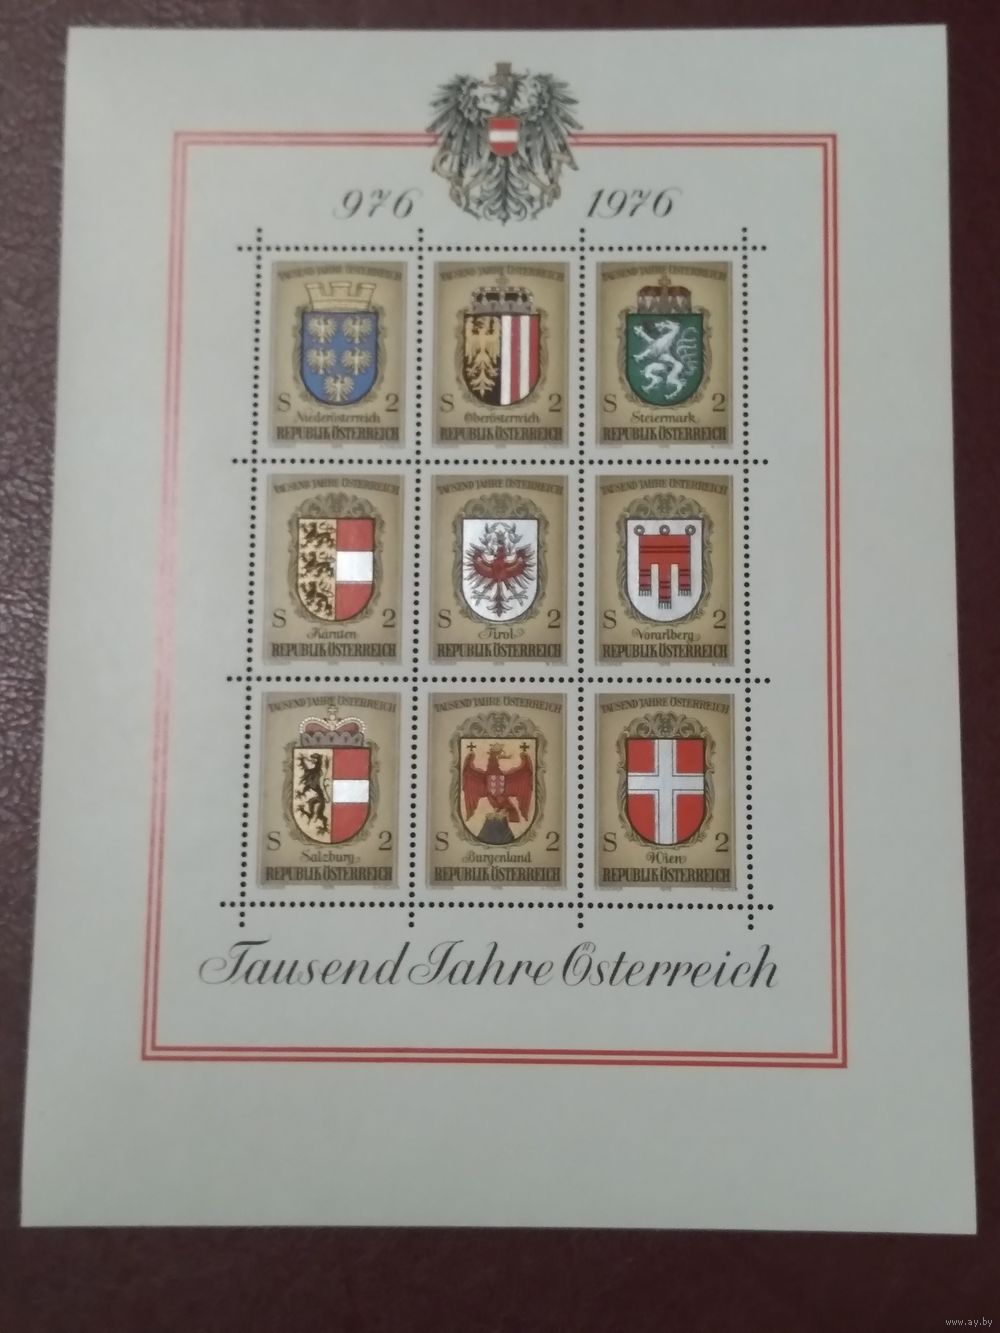 976 1976
TAUSEND JAHRE ÖSTERREICH
S 2
Niederösterreich
REPUBLIK ÖSTERREICH
TAUSEND JAHRE ÖSTERREICH
S 2
Oberösterreich
REPUBLIK ÖSTERREICH
TAUSEND JAHRE ÖSTERREICH
S 2
Steiermark
REPUBLIK ÖSTERREICH
TAUSEND JAHRE ÖSTERREICH
S 2
Kärnten
REPUBLIK ÖSTERREICH
TAUSEND JAHRE ÖSTERREICH
S 2
Tirol
REPUBLIK ÖSTERREICH
TAUSEND JAHRE ÖSTERREICH
S 2
Vorarlberg
REPUBLIK ÖSTERREICH
TAUSEND JAHRE ÖSTERREICH
S 2
Salzburg
REPUBLIK ÖSTERREICH
TAUSEND JAHRE ÖSTERREICH
S 2
Burgenland
REPUBLIK ÖSTERREICH
TAUSEND JAHRE ÖSTERREICH
S 2
Wien
REPUBLIK ÖSTERREICH
Tausend Jahre Österreich
www.ay.by